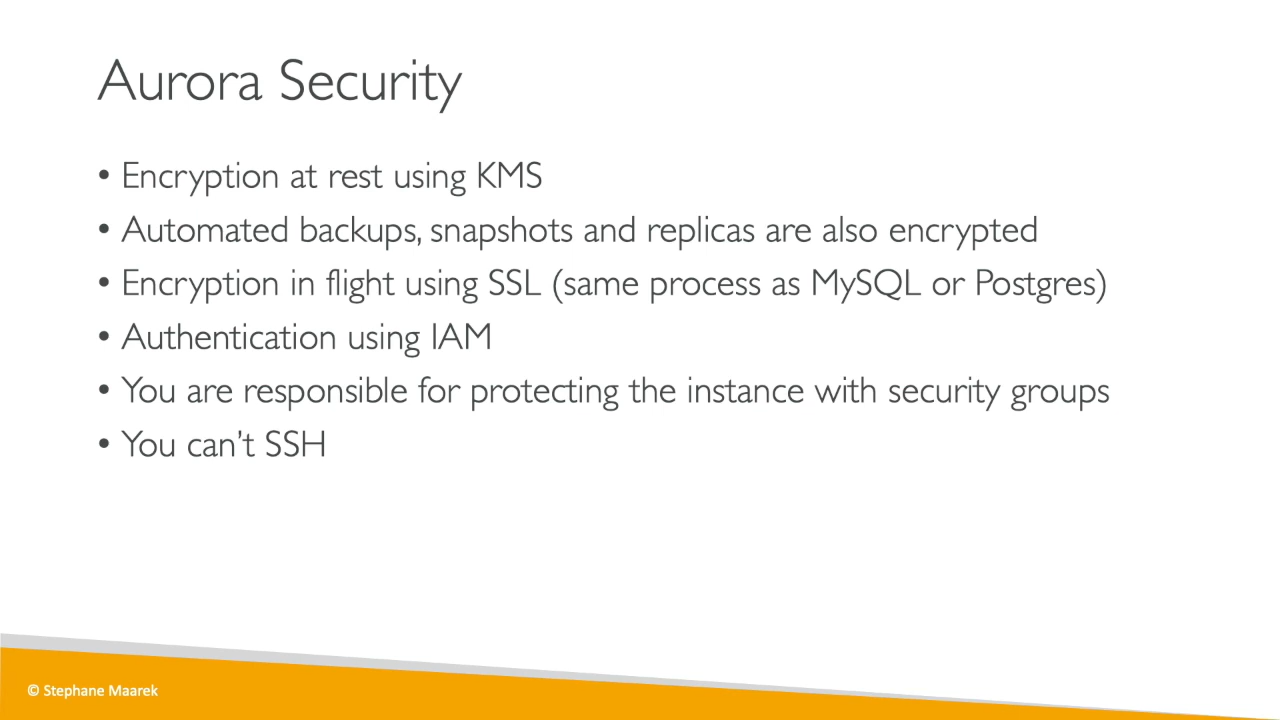 Aurora Security
• Encryption at rest using KMS
• Automated backups, snapshots and replicas are also encrypted
• Encryption in flight using SSL (same process as MySQL or Postgres)
• Authentication using IAM
• You are responsible for protecting the instance with security groups
• You can’t SSH
© Stephane Maarek